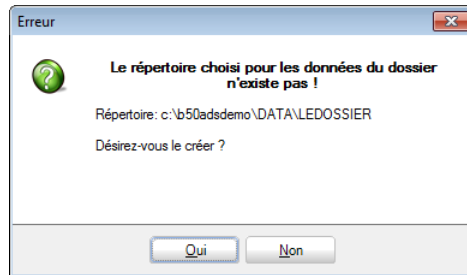 Erreur
Le répertoire choisi pour les données du dossier
n'existe pas !
Répertoire: c:\b50adsdemo\DATA\LEDOSSIER
Désirez-vous le créer ?
Oui
Non